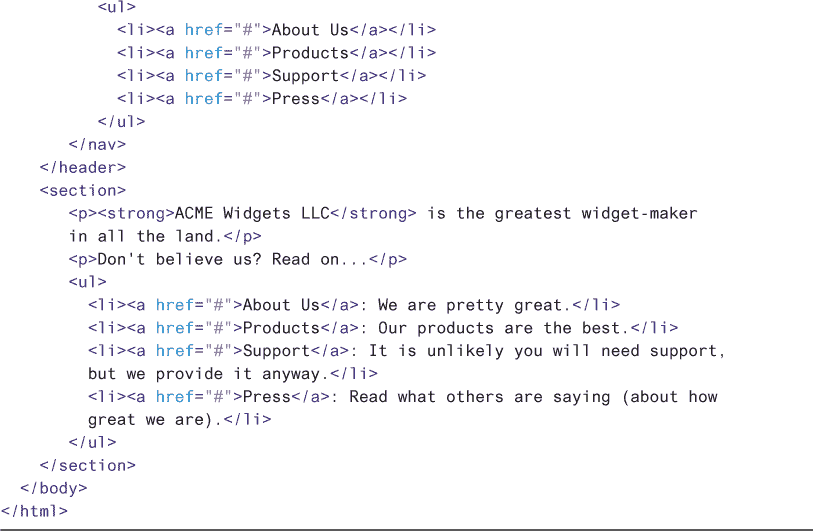 <ul>
<li><a href="#">About Us</a></li>
<li><a href="#">Products</a></li>
<li><a href="#">Support</a></li>
<li><a href="#">Press</a></li>
</ul>
</nav>
</header>
<section>
<p><strong>ACME Widgets LLC</strong> is the greatest widget-maker
in all the land.</p>
<p>Don't believe us? Read on...</p>
<ul>
<li><a href="#">About Us</a>: We are pretty great.</li>
<li><a href="#">Products</a>: Our products are the best.</li>
<li><a href="#">Support</a>: It is unlikely you will need support,
but we provide it anyway.</li>
<li><a href="#">Press</a>: Read what others are saying (about how
great we are).</li>
</ul>
</section>
</body>
</html>